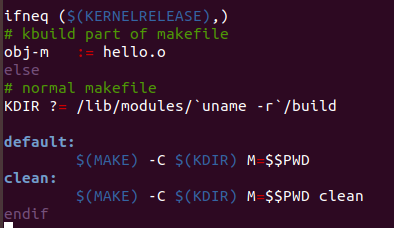 ifneq ($(KERNELRELEASE),)
# kbuild part of makefile
obj-m   := hello.o
else
# normal makefile
KDIR ?= /lib/modules/`uname -r`/build

default:
        $(MAKE) -C $(KDIR) M=$$PWD
clean:
        $(MAKE) -C $(KDIR) M=$$PWD clean
endif